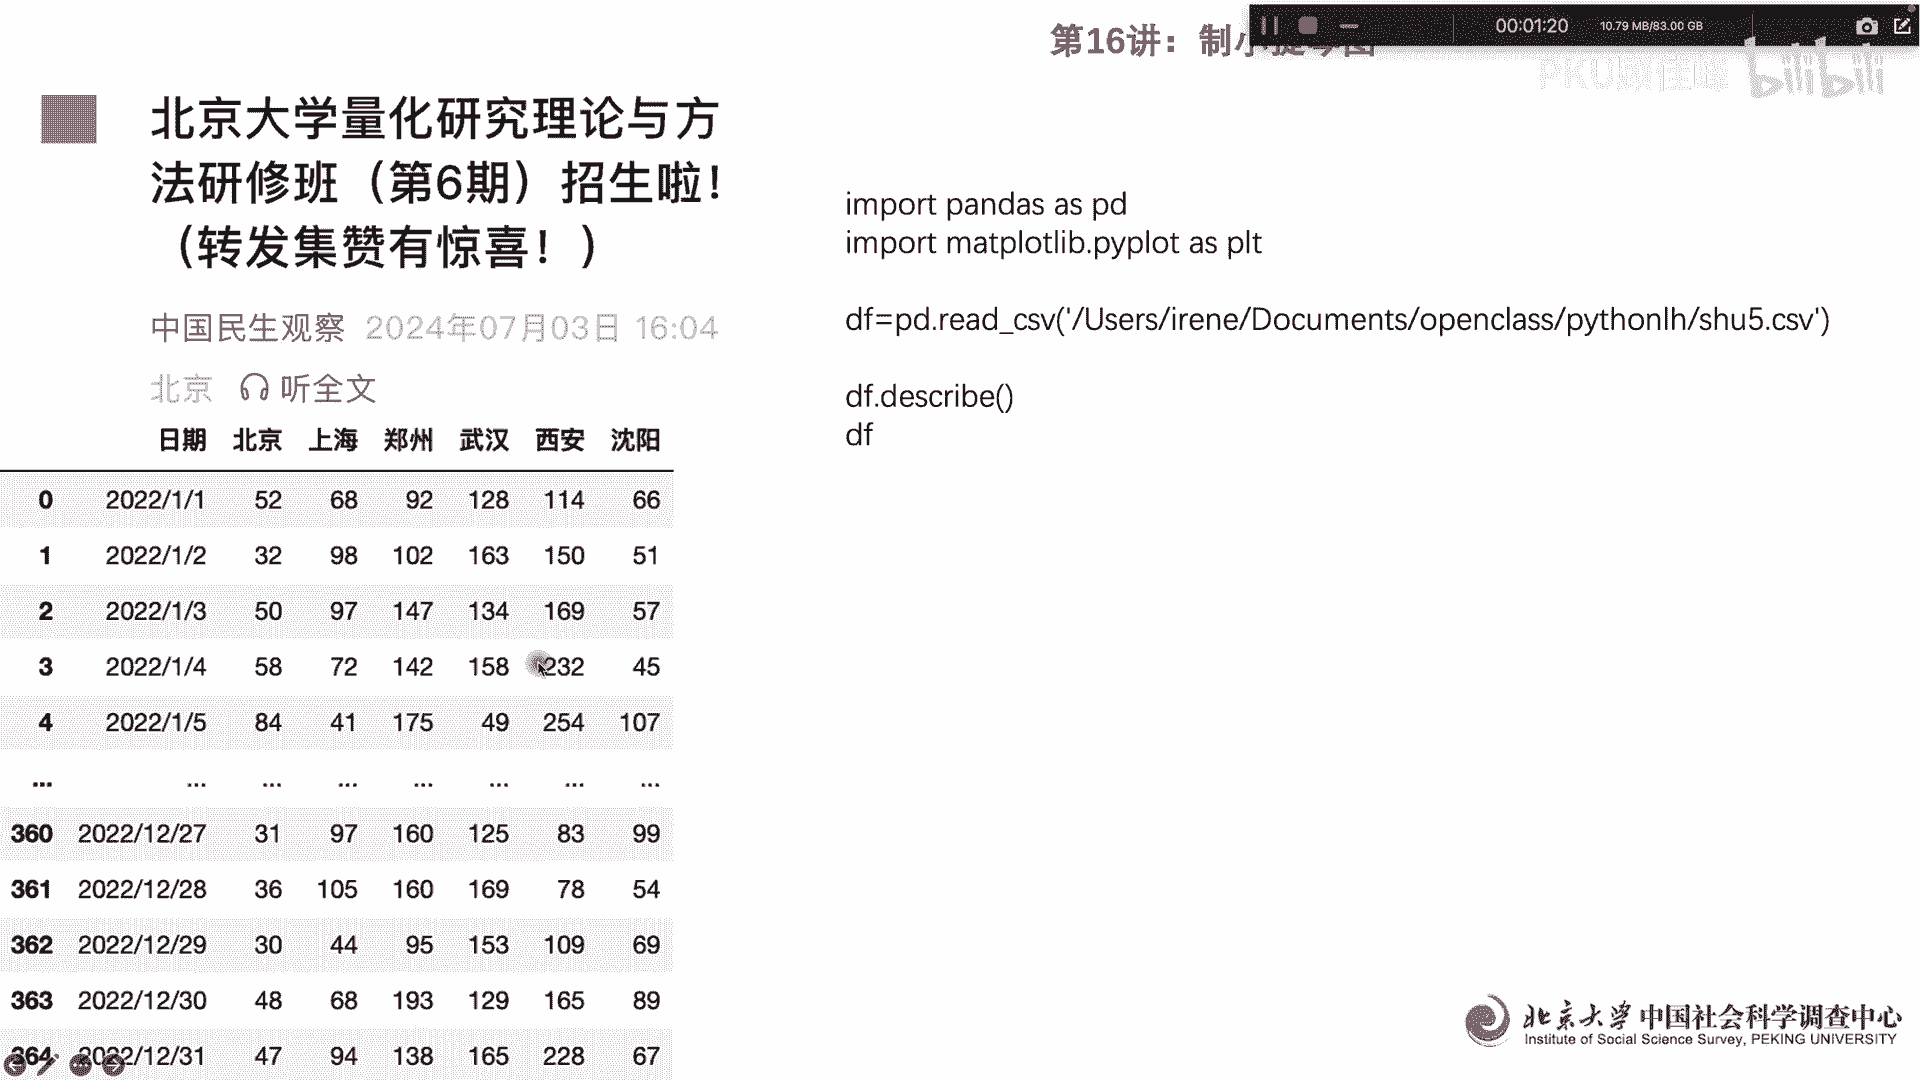 第16讲：制小提琴图
00:01:20
10.79 MB/83.00 GB
bilibili
北京大学量化研究理论与方
法研修班（第6期）招生啦！
（转发集赞有惊喜！）
中国民生观察 2024年07月03日 16:04
北京 听全文
日期 北京 上海 郑州 武汉 西安 沈阳
0 2022/1/1 52 68 92 128 114 66
1 2022/1/2 32 98 102 163 150 51
2 2022/1/3 50 97 147 134 169 57
3 2022/1/4 58 72 142 158 232 45
4 2022/1/5 84 41 175 49 254 107
... ... ... ... ... ... ... ...
360 2022/12/27 31 97 160 125 83 99
361 2022/12/28 36 105 160 169 78 54
362 2022/12/29 30 44 95 153 109 69
363 2022/12/30 48 68 193 129 165 89
364 2022/12/31 47 94 138 165 228 67
import pandas as pd
import matplotlib.pyplot as plt
df=pd.read_csv('/Users/irene/Documents/openclass/pythonlh/shu5.csv')
df.describe()
df
北京大学中国社会科学调查中心
Institute of Social Science Survey, PEKING UNIVERSITY